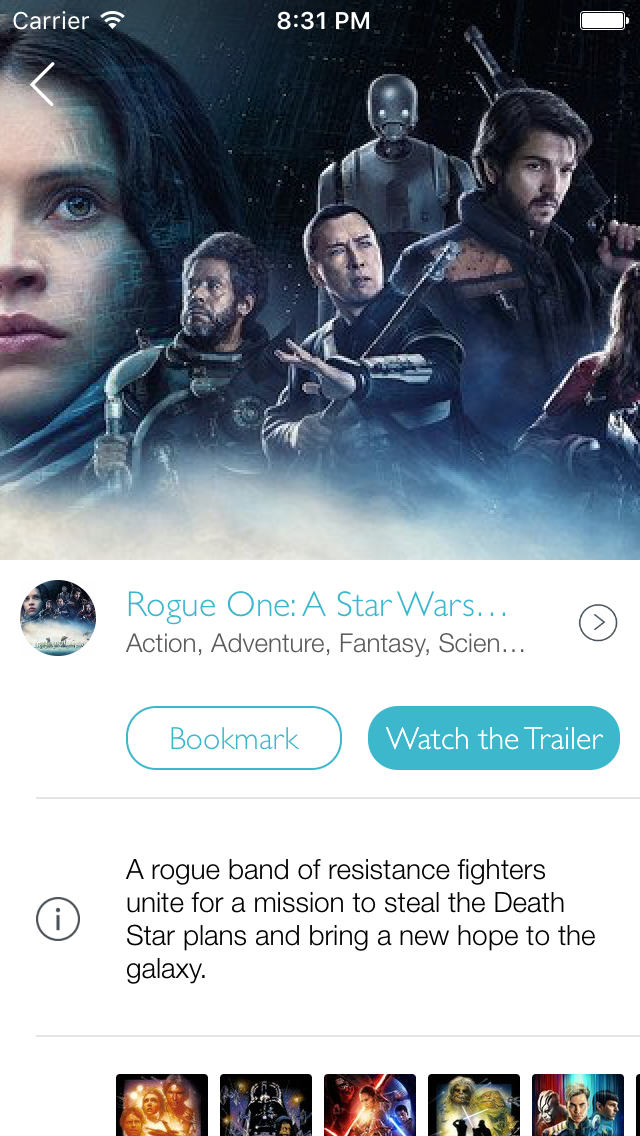 Carrier 8:31 PM
Rogue One: A Star Wars...
Action, Adventure, Fantasy, Scien...
Bookmark
Watch the Trailer
A rogue band of resistance fighters
unite for a mission to steal the Death
Star plans and bring a new hope to the
galaxy.